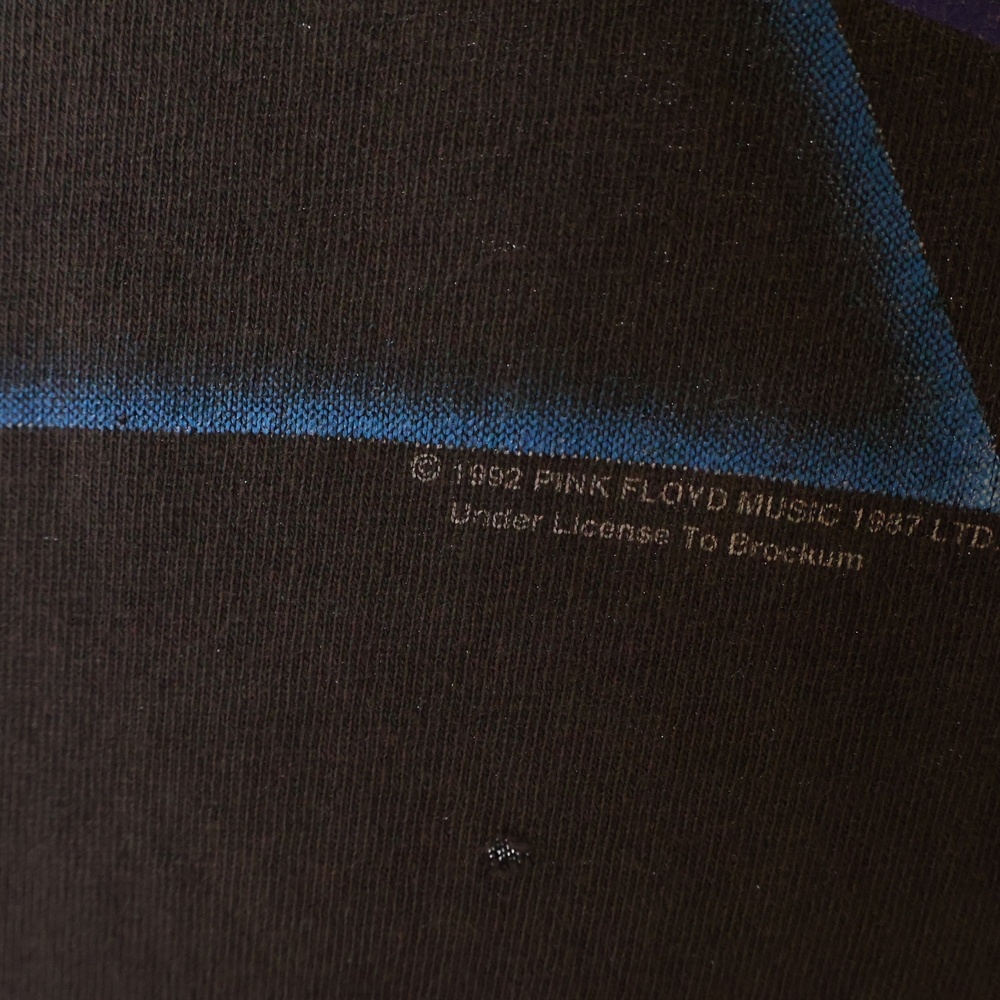 © 1992 PINK FLOYD MUSIC 1987 LTD.
Under License To Brockum